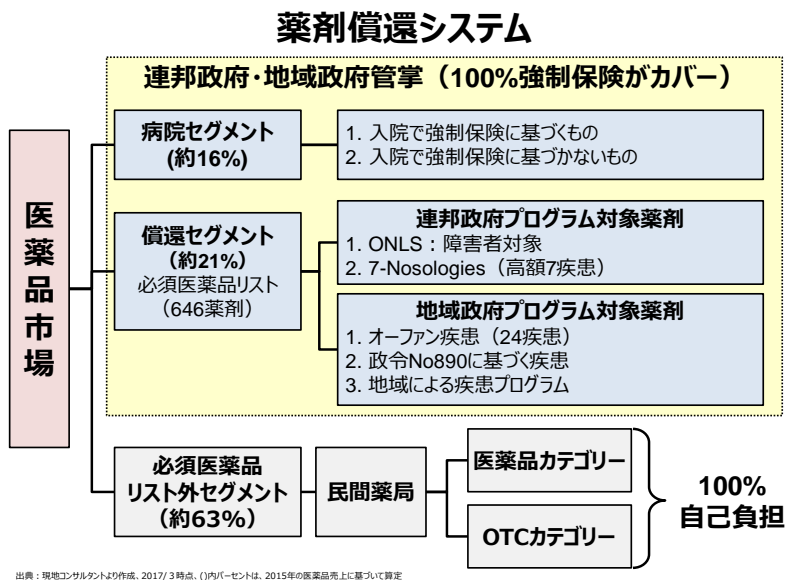 薬剤償還システム
連邦政府・地域政府管掌（100%強制保険がカバー）
医薬品市場
病院セグメント
(約16%)
1. 入院で強制保険に基づくもの
2. 入院で強制保険に基づかないもの
償還セグメント
(約21%)
必須医薬品リスト
（646薬剤）
連邦政府プログラム対象薬剤
1. ONLS：障害者対象
2. 7-Nosologies（高額7疾患）
地域政府プログラム対象薬剤
1. オーファン疾患（24疾患）
2. 政令No890に基づく疾患
3. 地域による疾患プログラム
必須医薬品
リスト外セグメント
（約63%）
民間薬局
医薬品カテゴリー
OTCカテゴリー
100%
自己負担
出典：現地コンサルタントより作成、2017/３時点、()内パーセントは、2015年の医薬品売上に基づいて算定